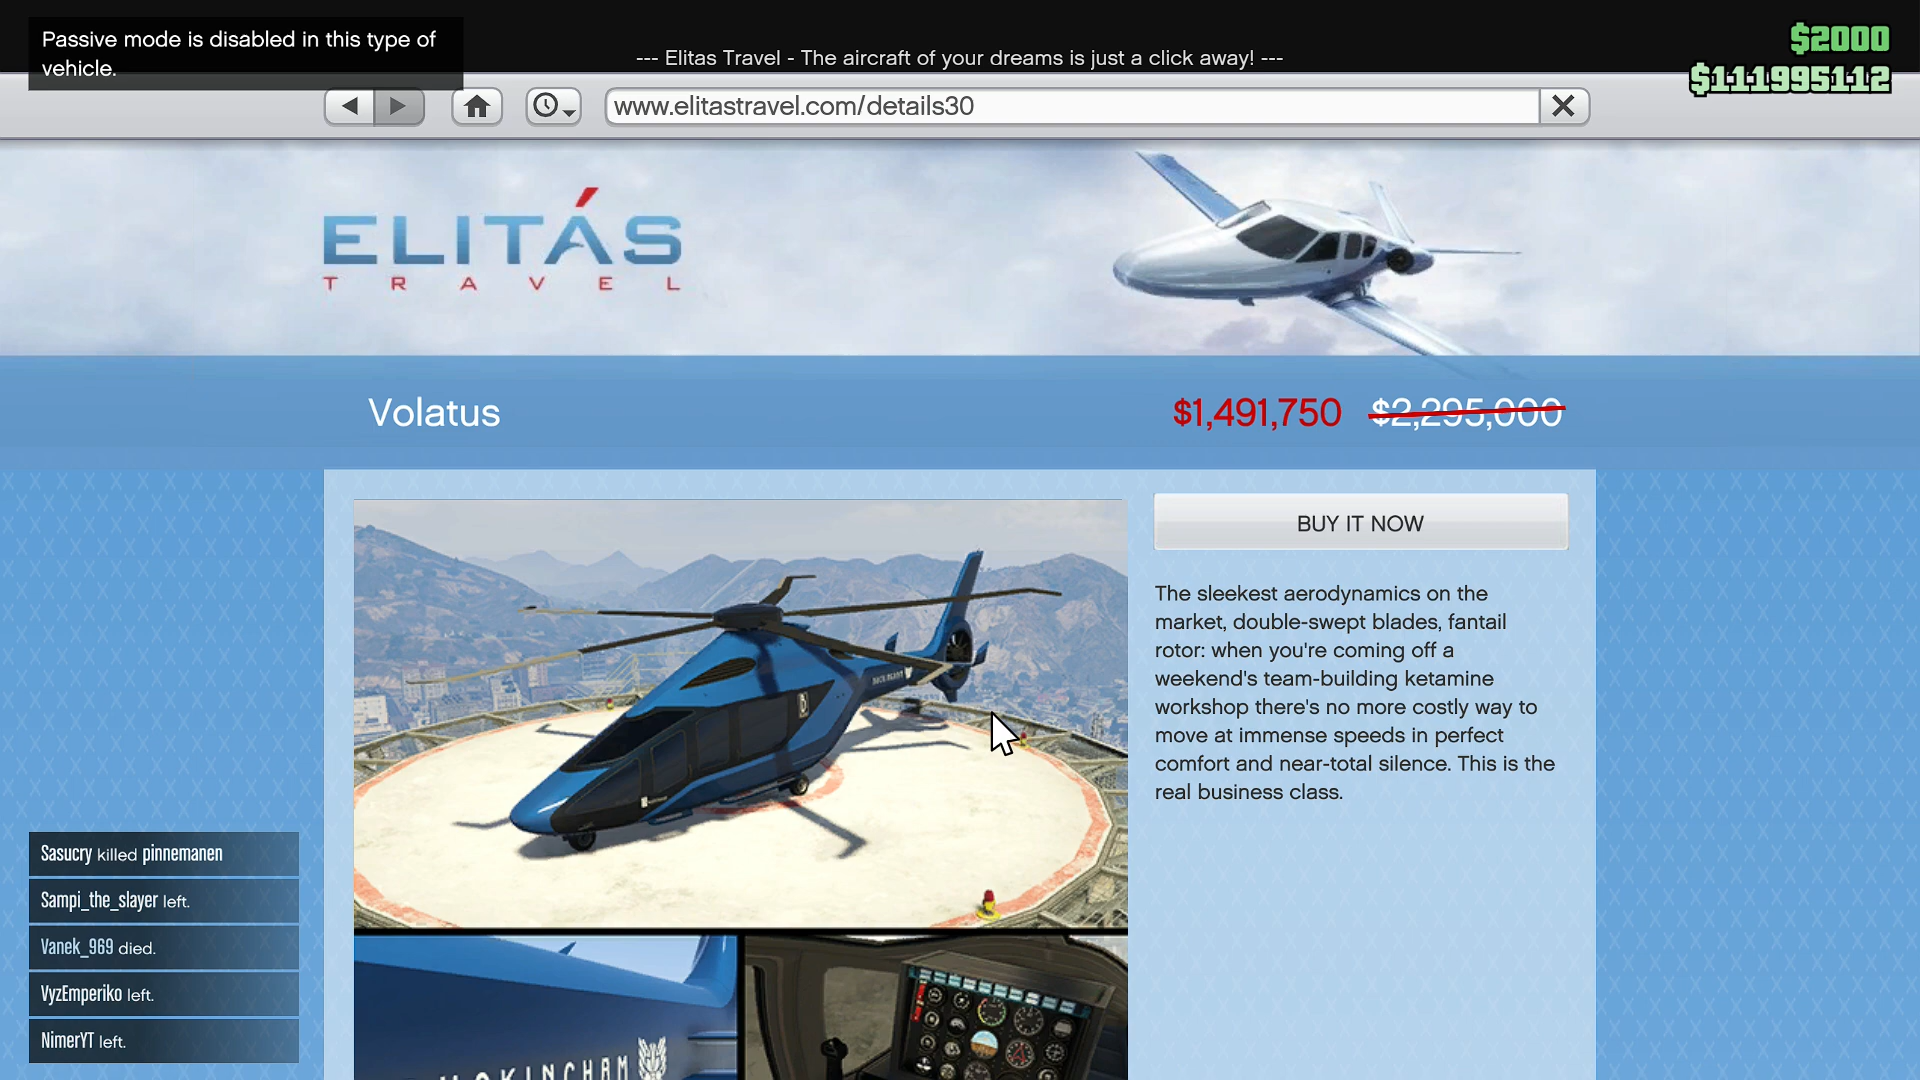 Passive mode is disabled in this type of
vehicle.
--- Elitas Travel - The aircraft of your dreams is just a click away! ---
$2000
$111995112
www.elitastravel.com/details30
ELITÁS
TRAVEL
Volatus
$1,491,750
$2,295,000
BUY IT NOW
The sleekest aerodynamics on the
market, double-swept blades, fantail
rotor: when you're coming off a
weekend's team-building ketamine
workshop there's no more costly way to
move at immense speeds in perfect
comfort and near-total silence. This is the
real business class.
Sasucry killed pinnemanen
Sampi_the_slayer left.
Vanek_969 died.
VyzEmperiko left.
NimerYT left.